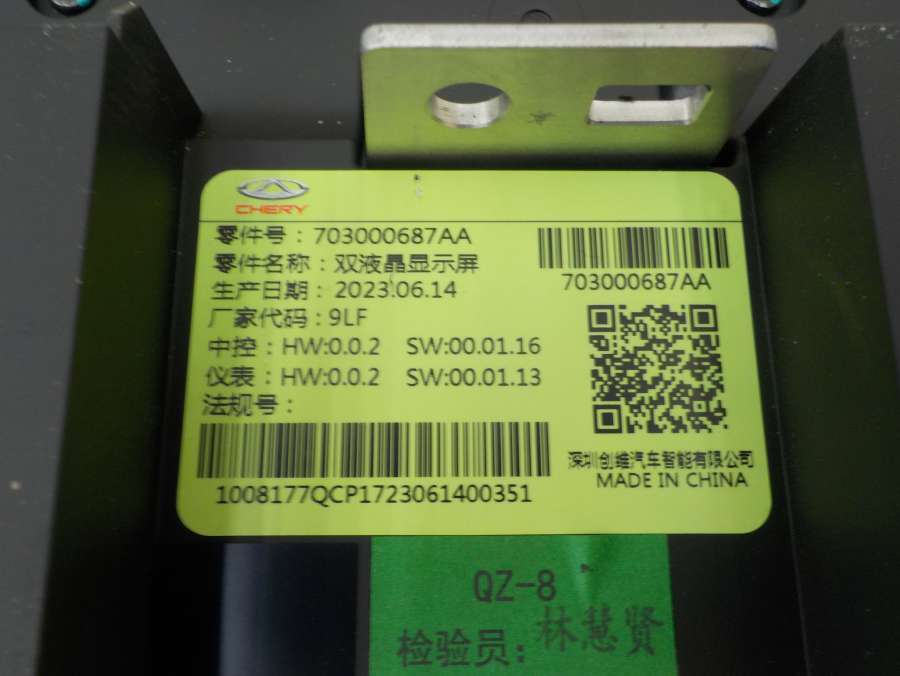 CHERY
零件号：703000687AA
零件名称：双液晶显示屏
生产日期：2023.06.14
厂家代码：9LF
中控：HW:0.0.2 SW:00.01.16
仪表：HW:0.0.2 SW:00.01.13
法规号：
703000687AA
1008177QCP1723061400351
深圳创维汽车智能有限公司
MADE IN CHINA
QZ-8
检验员：林慧贤